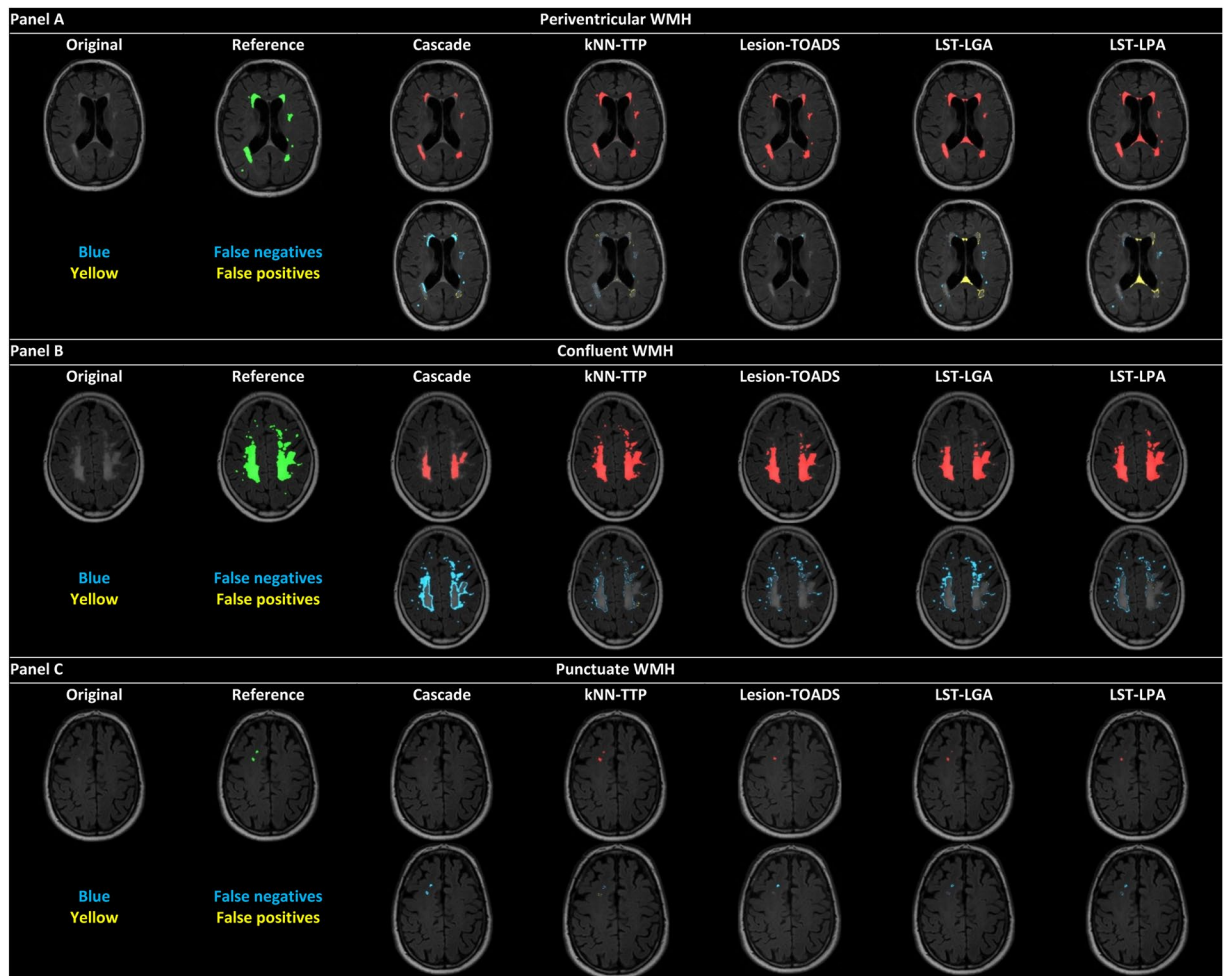 Panel A Periventricular WMH
Original Reference Cascade kNN-TTP Lesion-TOADS LST-LGA LST-LPA
Blue False negatives
Yellow False positives
Panel B Confluent WMH
Original Reference Cascade kNN-TTP Lesion-TOADS LST-LGA LST-LPA
Blue False negatives
Yellow False positives
Panel C Punctuate WMH
Original Reference Cascade kNN-TTP Lesion-TOADS LST-LGA LST-LPA
Blue False negatives
Yellow False positives